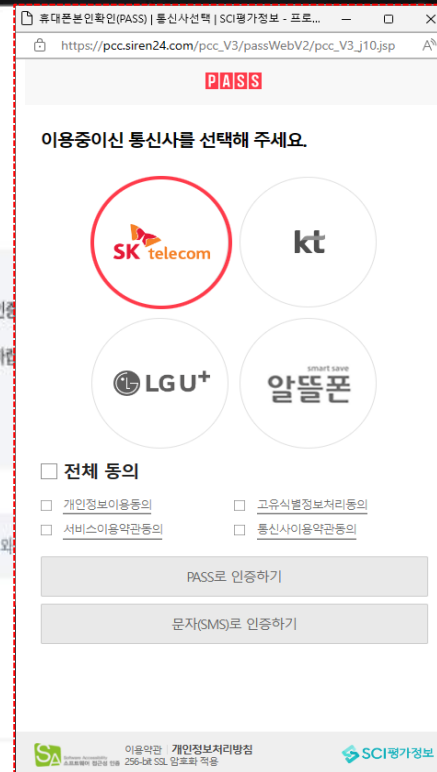 휴대폰본인확인(PASS) | 통신사선택 | SCI평가정보 - 프로...
https://pcc.siren24.com/pcc_V3/passWebV2/pcc_V3_j10.jsp
PASS
이용중이신 통신사를 선택해 주세요.
SK telecom
kt
LG U+
smart save
알뜰폰
전체 동의
개인정보이용동의 고유식별정보처리동의
서비스이용약관동의 통신사이용약관동의
PASS로 인증하기
문자(SMS)로 인증하기
이용약관 | 개인정보처리방침
256-bit SSL 암호화 적용
SCI평가정보